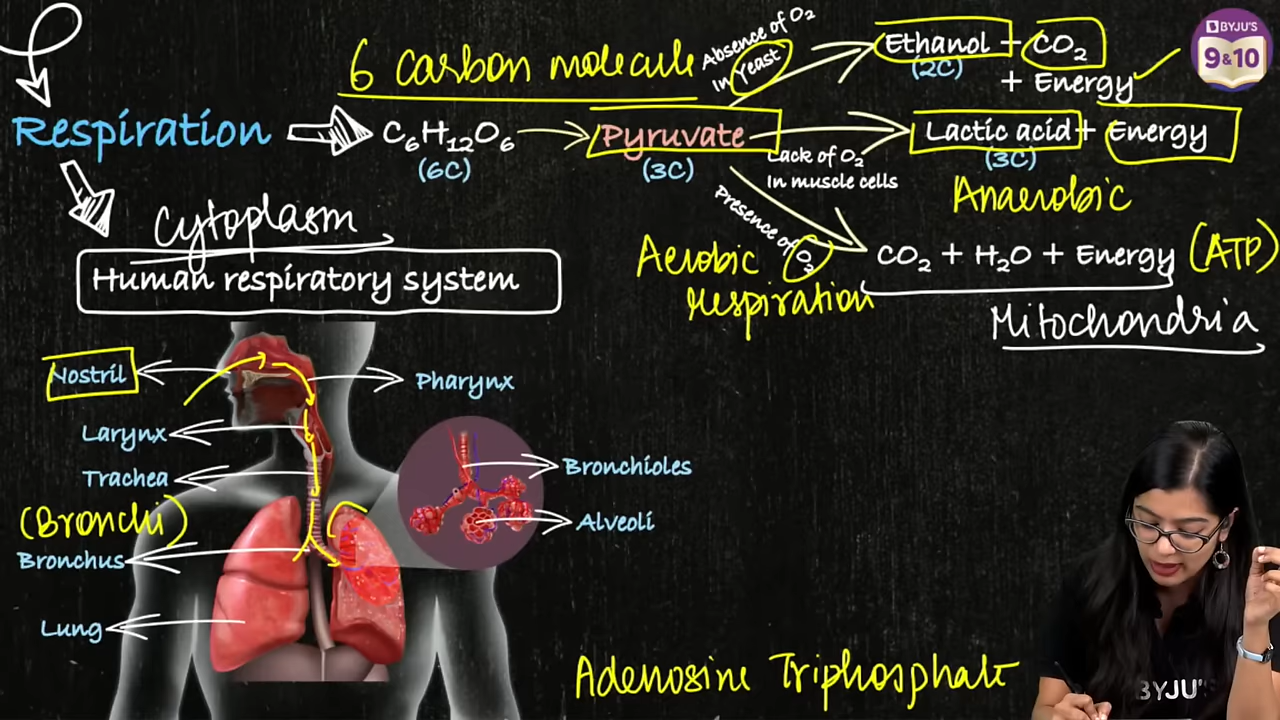 6 carbon molecule
Absence of O₂
In Yeast
Ethanol + CO₂
(2C)
+ Energy
BYJU'S
9&10
Respiration
C₆H₁₂O₆
(6C)
Pyruvate
(3C)
Lactic acid + Energy
(3C)
Lack of O₂
In muscle cells
Anaerobic
Presence of O₂
Aerobic
Respiration
CO₂ + H₂O + Energy (ATP)
Mitochondria
Cytoplasm
Human respiratory system
Nostril
Pharynx
Larynx
Trachea
(Bronchi)
Bronchus
Lung
Bronchioles
Alveoli
Adenosine Triphosphate
BYJU'S